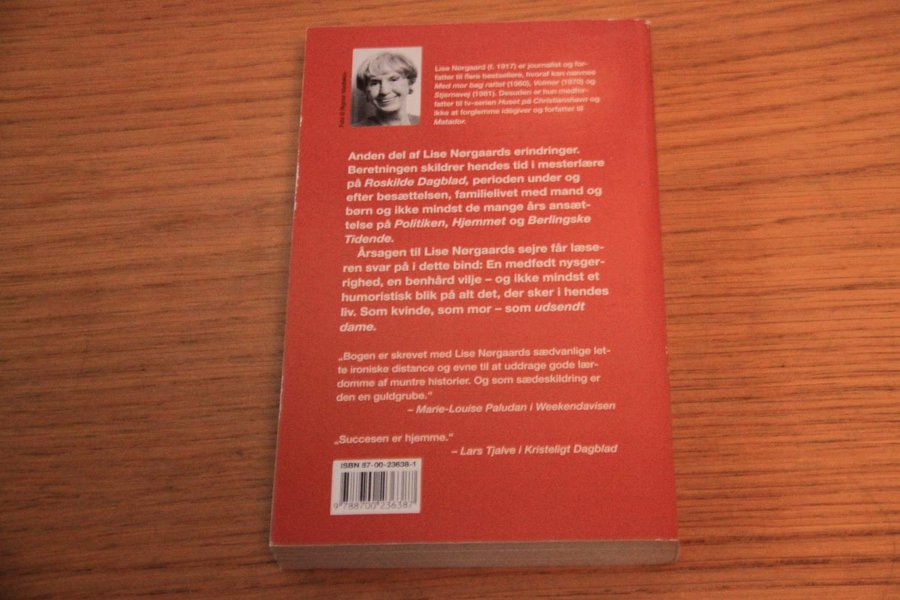 Lise Nørgaard (f. 1917) er journalist og for-
fatter til flere bestsellere, hvoraf kan nævnes
Med mor bag rattet (1960), Volmer (1970) og
Stjernevej (1981). Desuden er hun medfor-
fatter til tv-serien Huset på Christianshavn og
ikke at forglemme idégiver og forfatter til
Matador.
Anden del af Lise Nørgaards erindringer.
Beretningen skildrer hendes tid i mesterlære
på Roskilde Dagblad, perioden under og
efter besættelsen, familielivet med mand og
børn og ikke mindst de mange års ansæt-
telse på Politiken, Hjemmet og Berlingske
Tidende.
Årsagen til Lise Nørgaards sejre får læse-
ren svar på i dette bind: En medfødt nysger-
righed, en benhård vilje – og ikke mindst et
humoristisk blik på alt det, der sker i hendes
liv. Som kvinde, som mor – som udsendt
dame.
„Bogen er skrevet med Lise Nørgaards sædvanlige let-
te ironiske distance og evne til at uddrage gode lær-
domme af muntre historier. Og som sædeskildring er
den en guldgrube.“
– Marie-Louise Paludan i Weekendavisen
„Succesen er hjemme.“
– Lars Tjalve i Kristeligt Dagblad
ISBN 87-00-23638-1
9 788700 236387